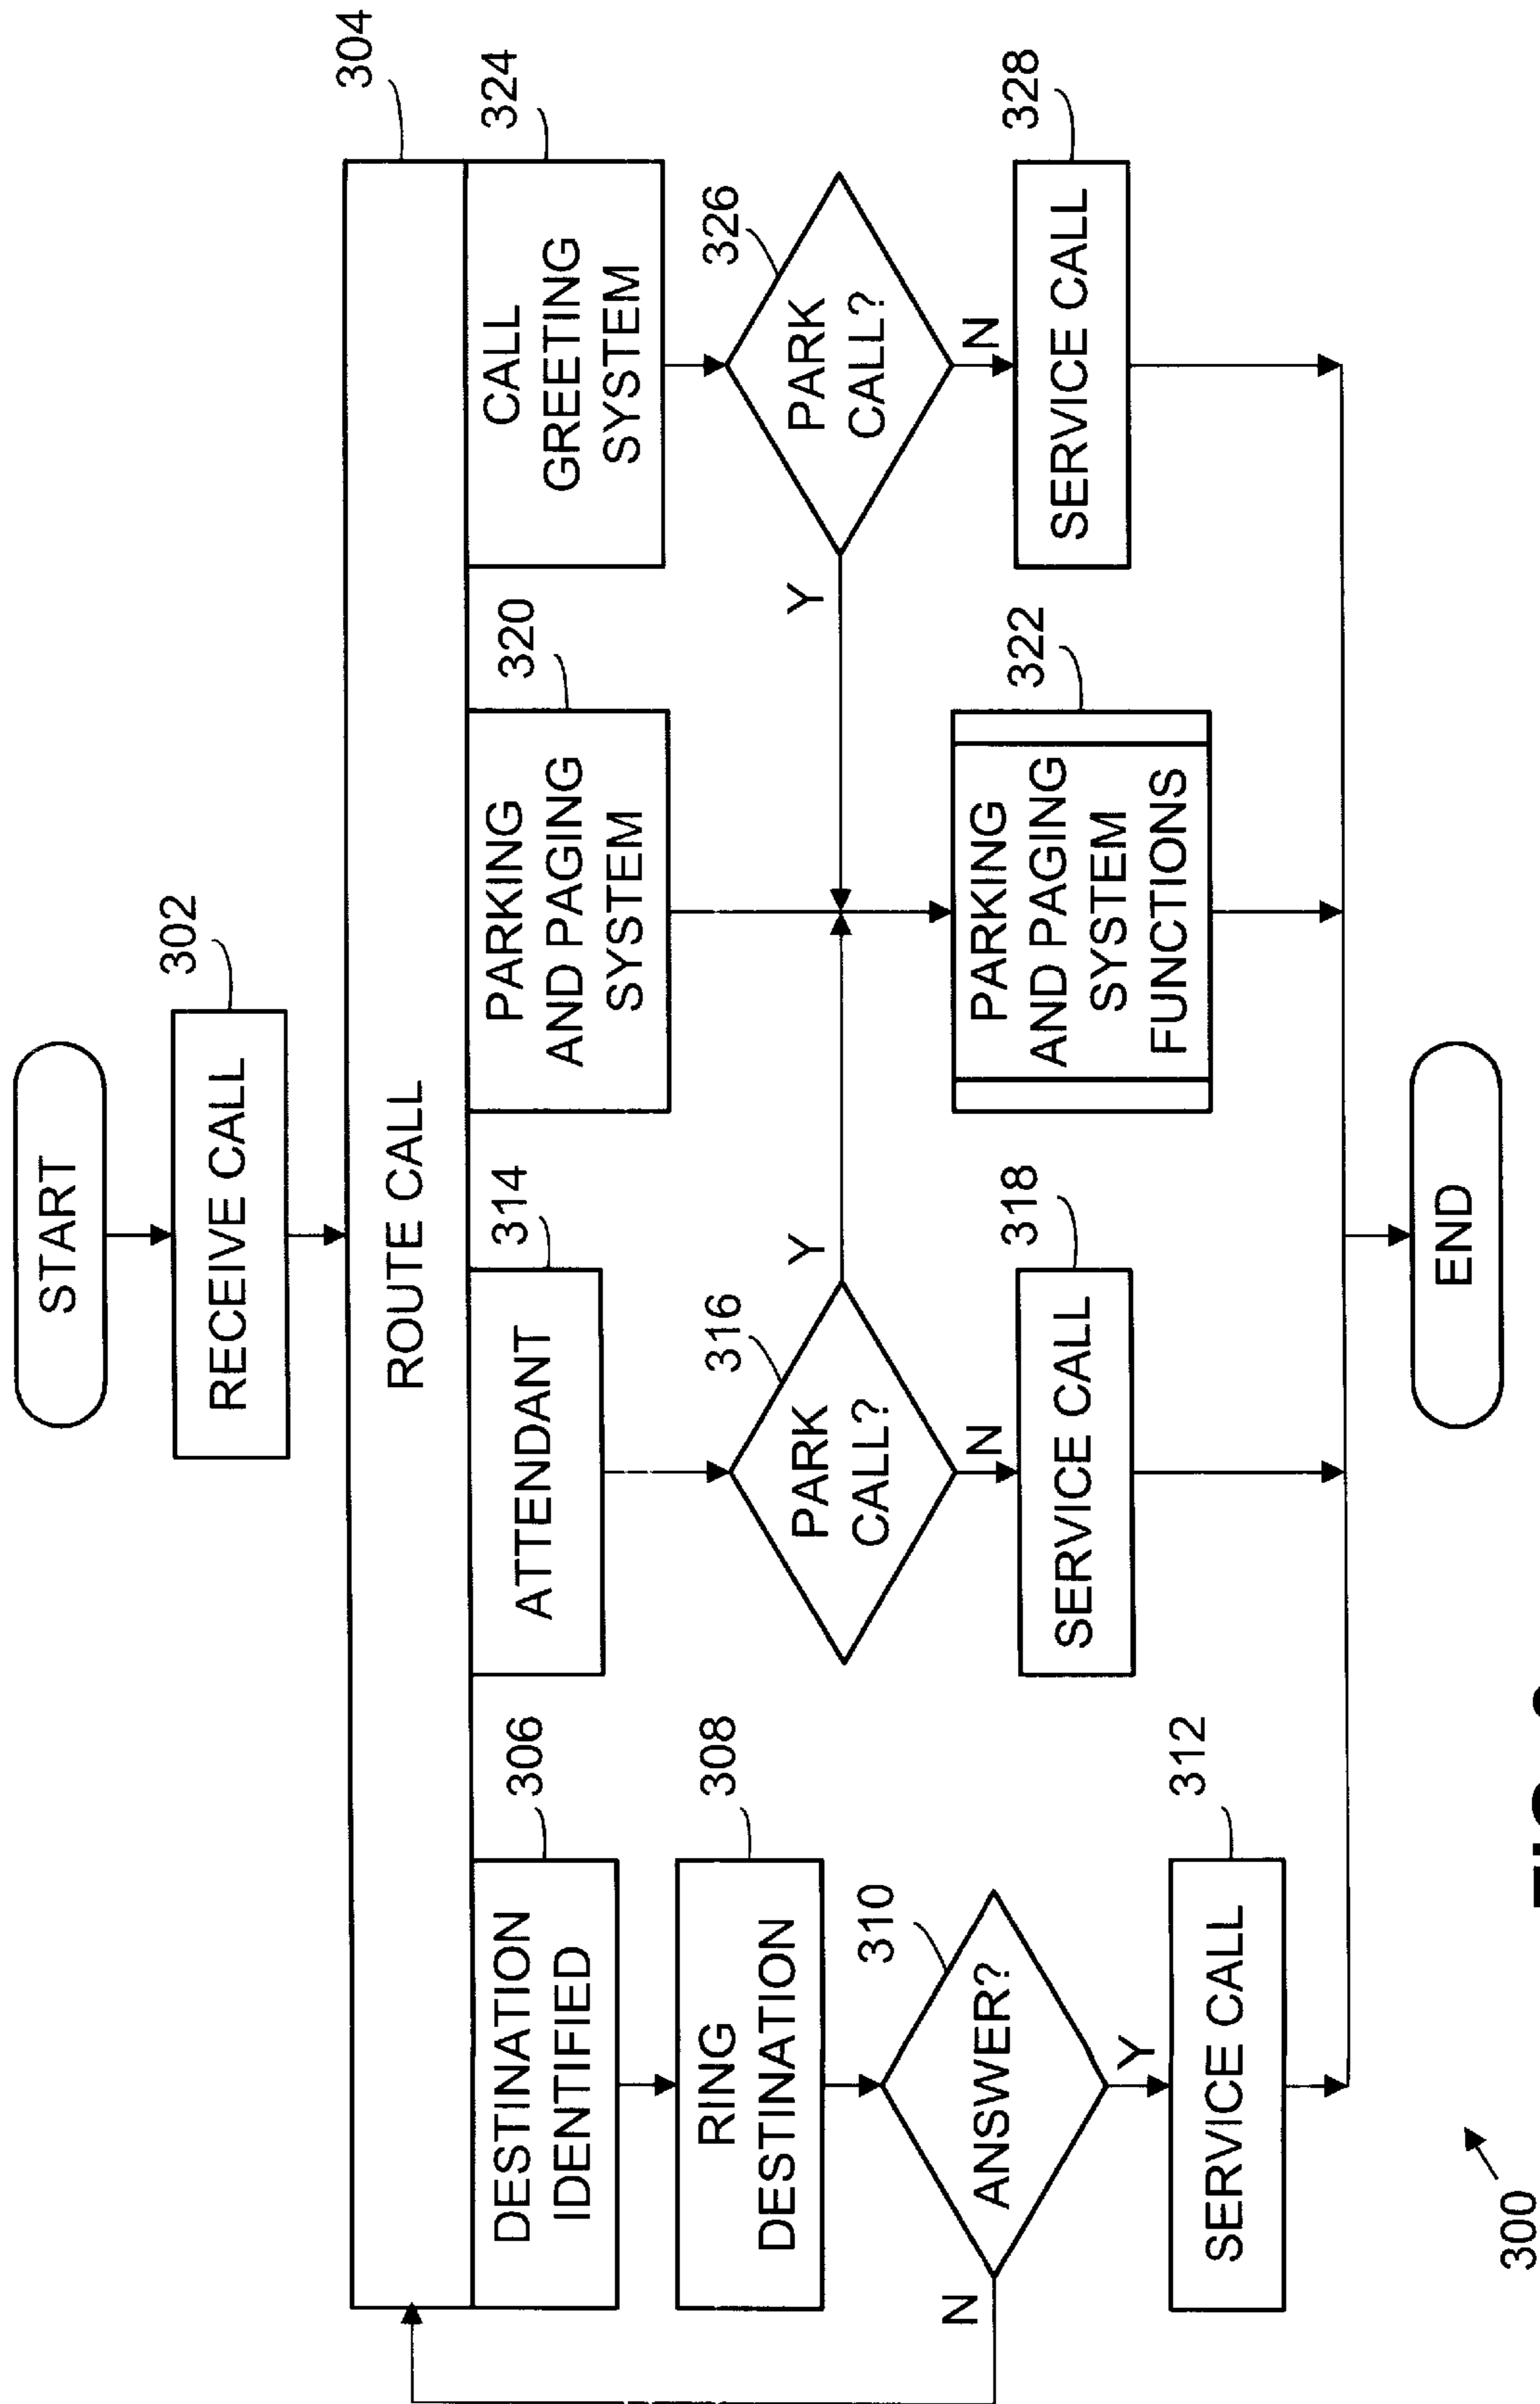 START
302
RECEIVE CALL
304
ROUTE CALL
306
DESTINATION
IDENTIFIED
314
ATTENDANT
320
PARKING
AND PAGING
SYSTEM
324
CALL
GREETING
SYSTEM
308
RING
DESTINATION
316
PARK
CALL?
Y
N
326
PARK
CALL?
Y
N
310
ANSWER?
N
Y
318
SERVICE CALL
322
PARKING
AND PAGING
SYSTEM
FUNCTIONS
328
SERVICE CALL
312
SERVICE CALL
END
300